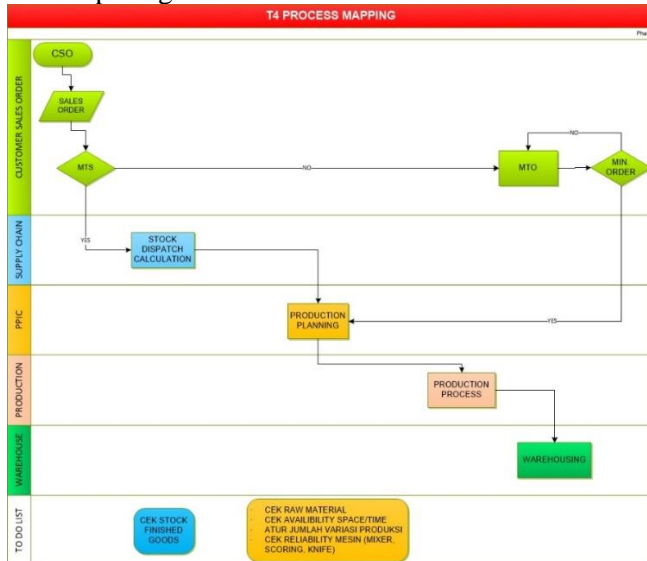 T4 PROCESS MAPPING
Pha
CUSTOMER SALES ORDER
CSO
SALES
ORDER
MTS
NO
MTO
NO
MIN
ORDER
SUPPLY CHAIN
YES
STOCK
DISPATCH
CALCULATION
PPIC
PRODUCTION
PLANNING
YES
PRODUCTION
PRODUCTION
PROCESS
WAREHOUSE
WAREHOUSING
TO DO LIST
CEK STOCK
FINISHED
GOODS
· CEK RAW MATERIAL
· CEK AVAILIBILITY SPACE/TIME
· ATUR JUMLAH VARIASI PRODUKSI
· CEK RELIABILITY MESIN (MIXER,
SCORING, KNIFE)